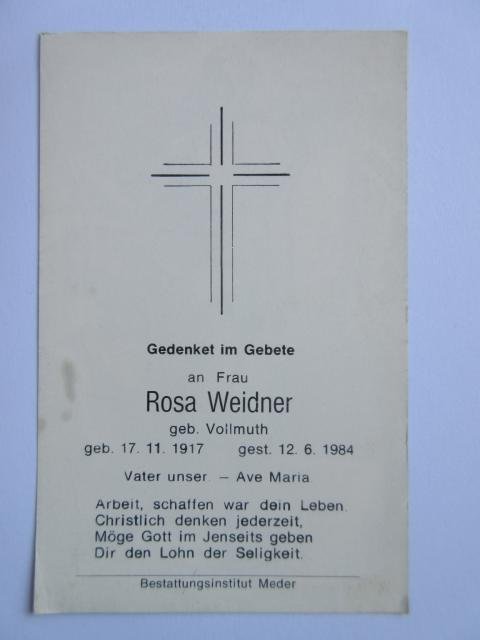 Gedenket im Gebete
an Frau
Rosa Weidner
geb. Vollmuth
geb. 17. 11. 1917 gest. 12. 6. 1984
Vater unser – Ave Maria
Arbeit, schaffen war dein Leben.
Christlich denken jederzeit,
Möge Gott im Jenseits geben
Dir den Lohn der Seligkeit.
Bestattungsinstitut Meder